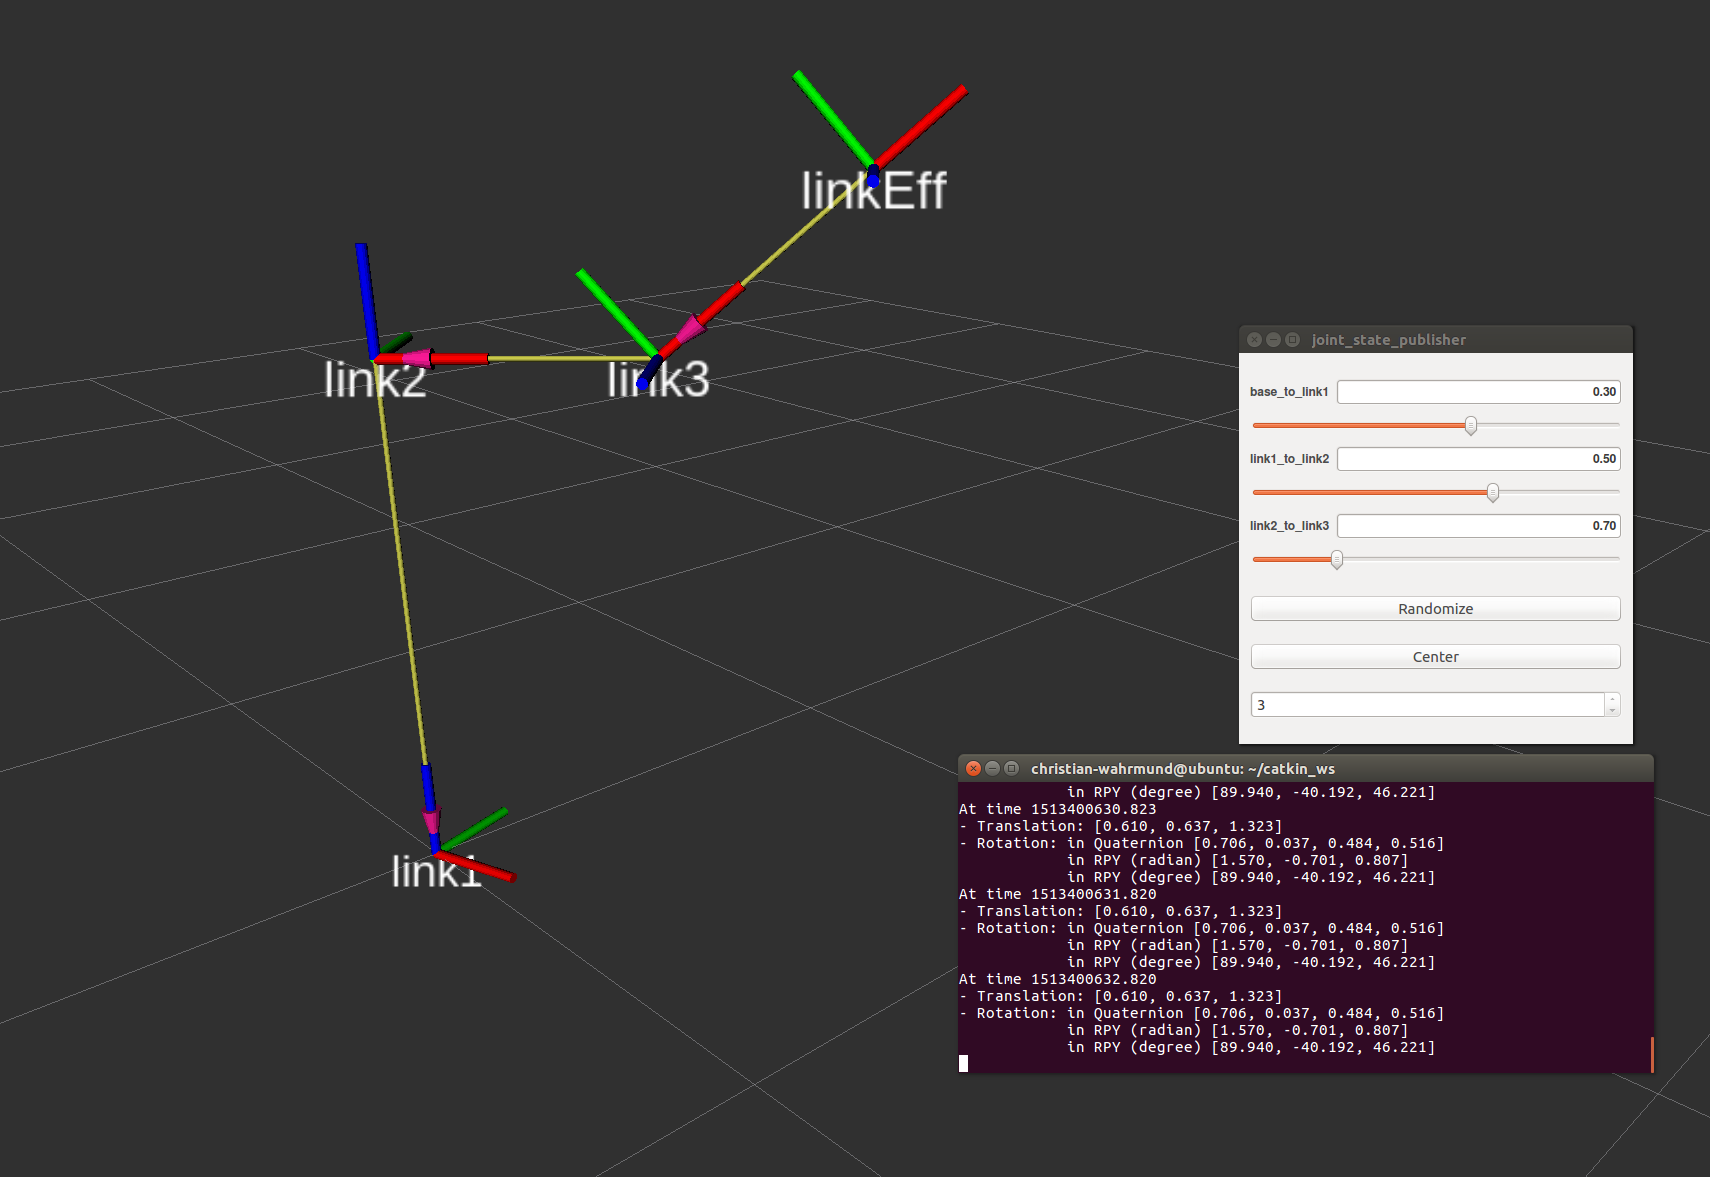 linkEff
link2
link3
link1
joint_state_publisher
base_to_link1 0.30
link1_to_link2 0.50
link2_to_link3 0.70
Randomize
Center
3
christian-wahrmund@ubuntu: ~/catkin_ws
in RPY (degree) [89.940, -40.192, 46.221]
At time 1513400630.823
- Translation: [0.610, 0.637, 1.323]
- Rotation: in Quaternion [0.706, 0.037, 0.484, 0.516]
in RPY (radian) [1.570, -0.701, 0.807]
in RPY (degree) [89.940, -40.192, 46.221]
At time 1513400631.820
- Translation: [0.610, 0.637, 1.323]
- Rotation: in Quaternion [0.706, 0.037, 0.484, 0.516]
in RPY (radian) [1.570, -0.701, 0.807]
in RPY (degree) [89.940, -40.192, 46.221]
At time 1513400632.820
- Translation: [0.610, 0.637, 1.323]
- Rotation: in Quaternion [0.706, 0.037, 0.484, 0.516]
in RPY (radian) [1.570, -0.701, 0.807]
in RPY (degree) [89.940, -40.192, 46.221]